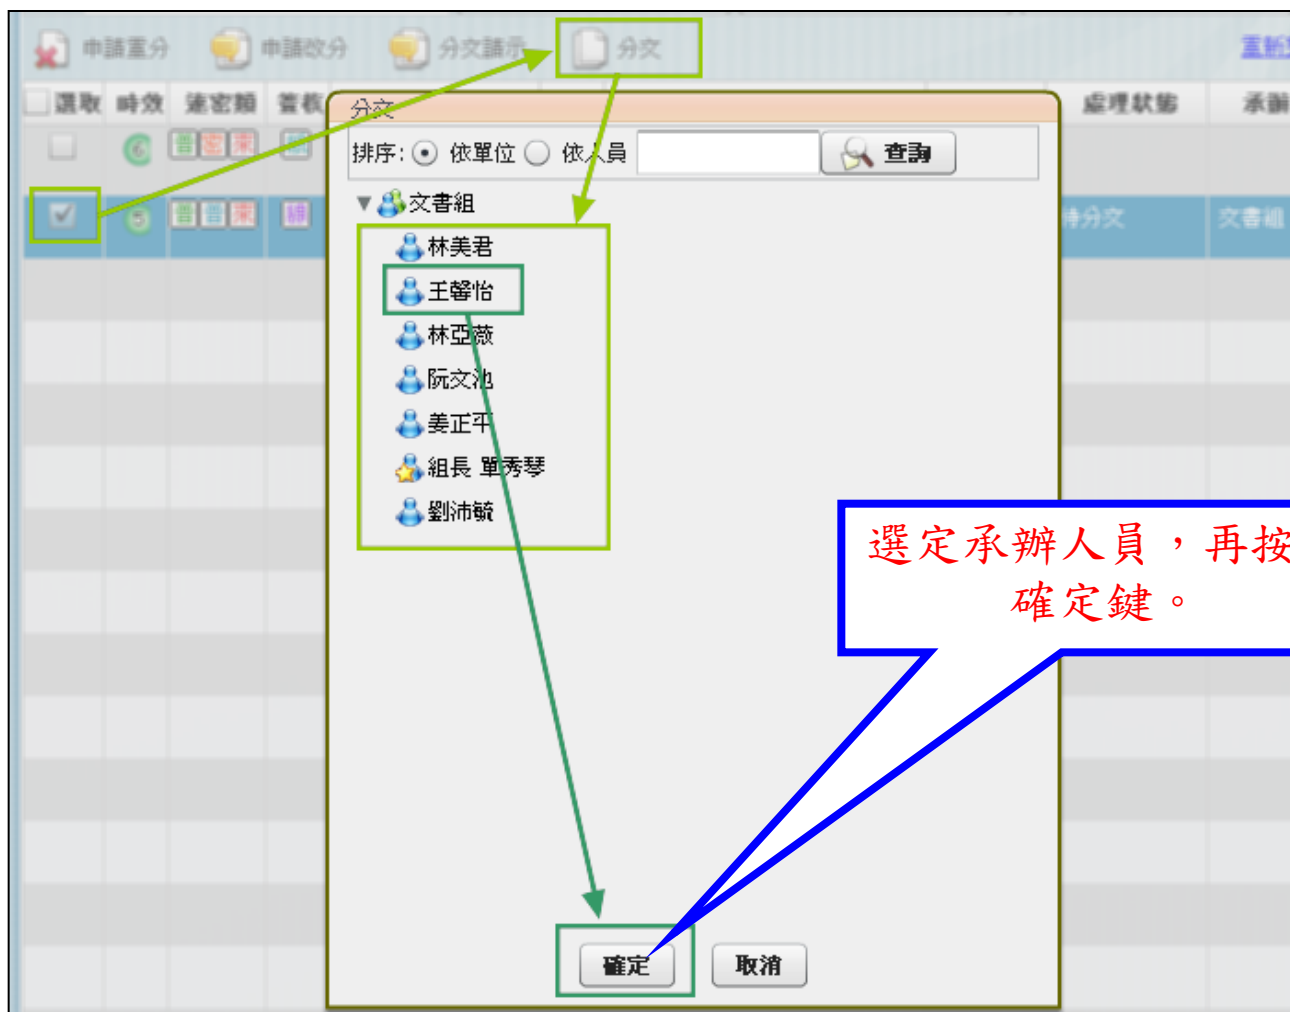 申請重分 申請改分 分文請示 分文
選取 時效 速密類 處理狀態
分文
排序: 依單位 依人員 查詢
文書組
林美君
王馨怡
林亞薇
阮文池
姜正平
組長 單秀琴
劉沛毓
待分文 文書組
選定承辦人員，再按
確定鍵。
確定 取消